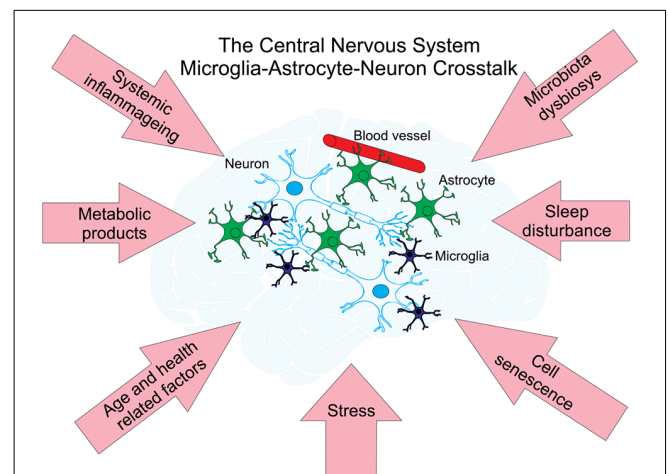 The Central Nervous System
Microglia-Astrocyte-Neuron Crosstalk
Systemic
inflammageing
Microbiota
dysbiosys
Blood vessel
Neuron
Astrocyte
Metabolic
products
Sleep
disturbance
Microglia
Age and health
related factors
Stress
Cell
senescence